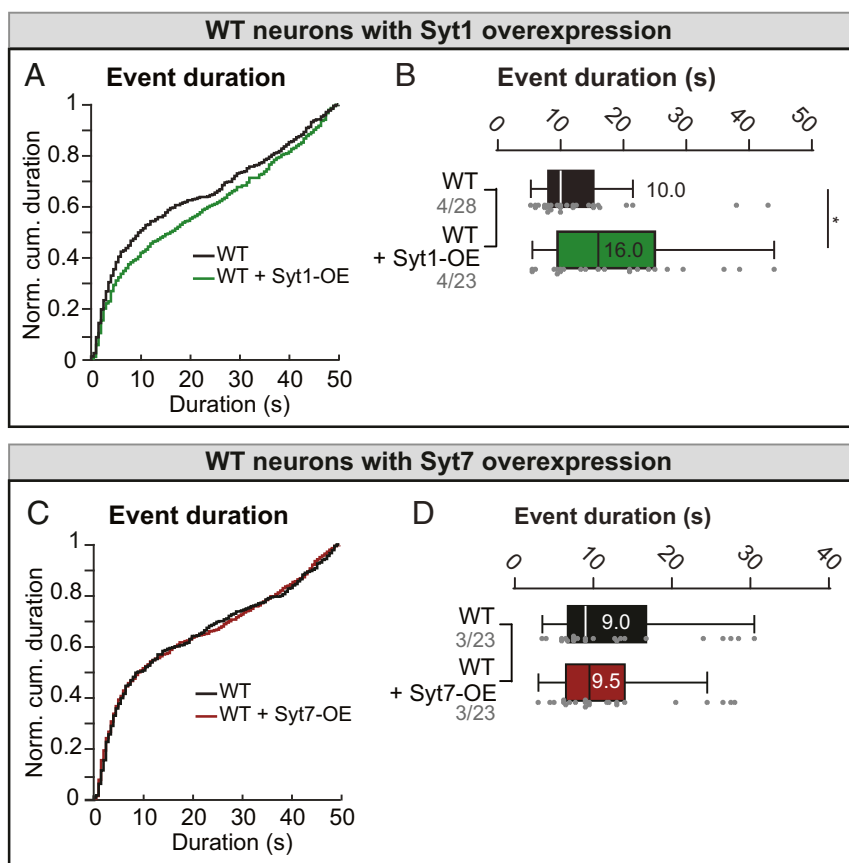 WT neurons with Syt1 overexpression
A
Event duration
Norm. cum. duration
1
0.8
0.6
0.4
0.2
0
WT
WT + Syt1-OE
0 10 20 30 40 50
Duration (s)
B
Event duration (s)
0 10 20 30 40 50
WT
4/28
10.0
WT
+ Syt1-OE
4/23
16.0
*
WT neurons with Syt7 overexpression
C
Event duration
Norm. cum. duration
1
0.8
0.6
0.4
0.2
0
WT
WT + Syt7-OE
0 10 20 30 40 50
Duration (s)
D
Event duration (s)
0 10 20 30 40
WT
3/23
9.0
WT
+ Syt7-OE
3/23
9.5